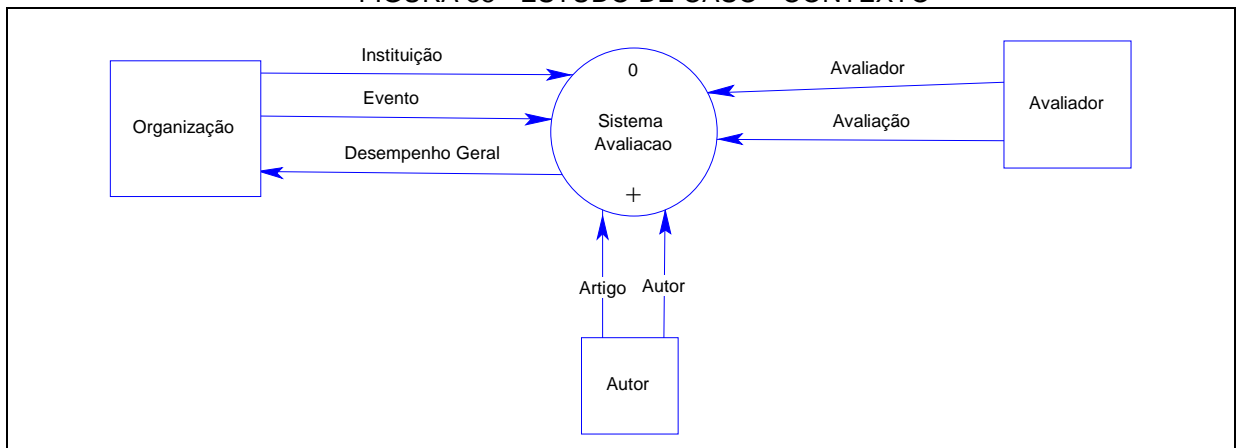 Instituição
0
Avaliador
Evento
Organização
Sistema
Avaliacao
Avaliação
Avaliador
Desempenho Geral
+
Artigo
Autor
Autor